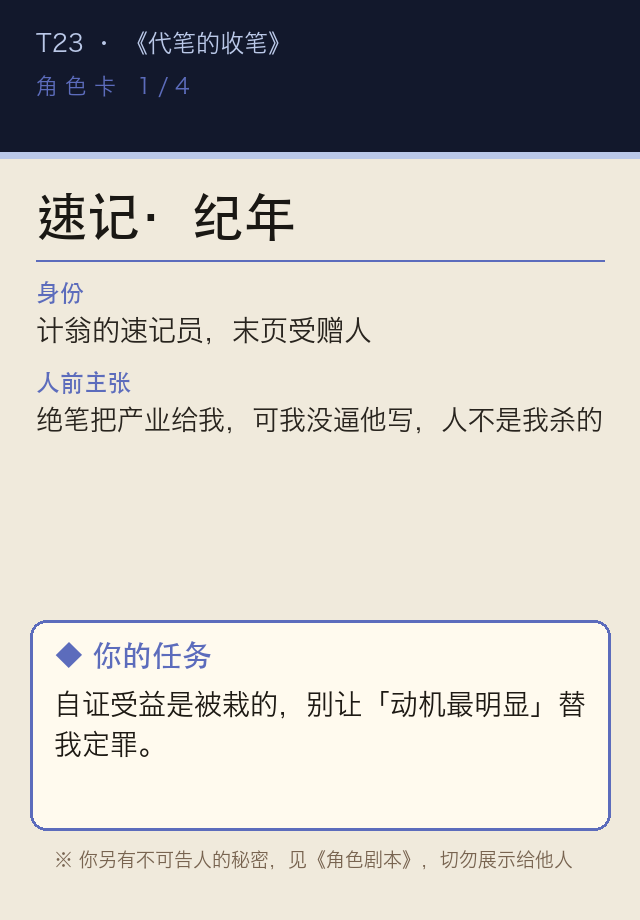 T23 · 《代笔的收笔》
角色卡 1/4
速记· 纪年
身份
计翁的速记员，末页受赠人
人前主张
绝笔把产业给我，可我没逼他写，人不是我杀的
◆ 你的任务
自证受益是被栽的，别让「动机最明显」替
我定罪。
※ 你另有不可告人的秘密，见《角色剧本》，切勿展示给他人